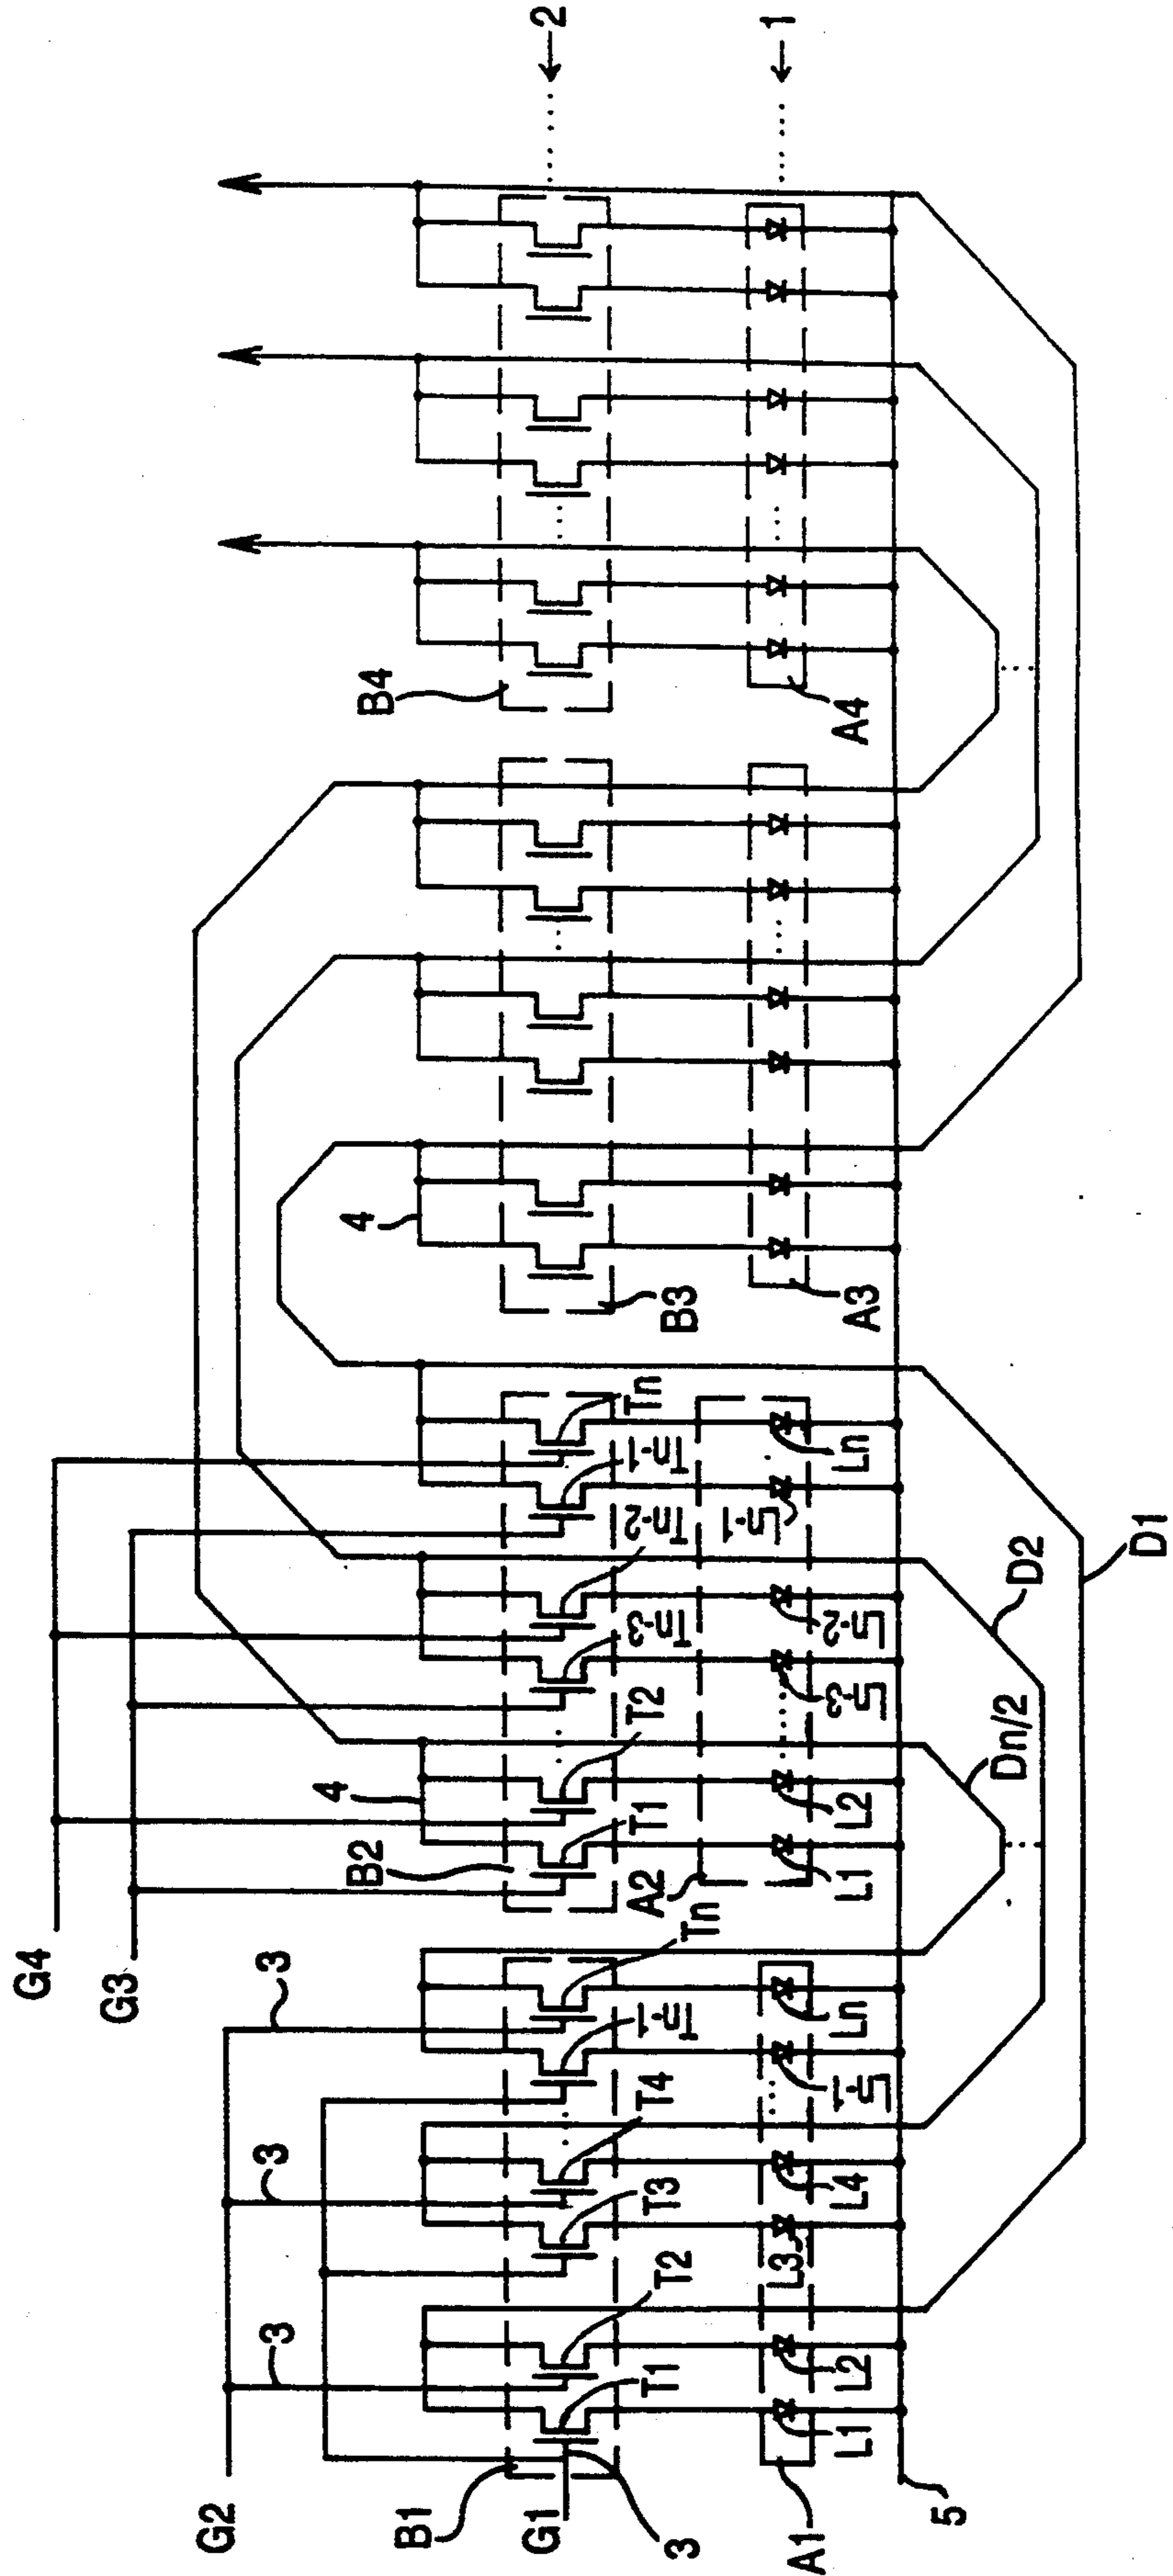 G4
G3
G2
3
3
3
B1
G1
3
T1
T2
T3
T4
Tn-1
Tn
B2
4
T1
T2
Tn-3
Tn-2
Tn-1
Tn
B3
4
B4
2
A1
L1
L2
L3
L4
Ln-1
Ln
A2
L1
L2
Ln-3
Ln-2
Ln-1
Ln
A3
A4
1
5
Dn/2
D2
D1